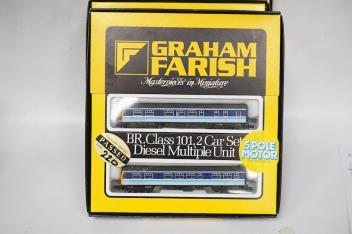 GRAHAM
FARISH
Masterpieces in Miniature
BR.Class 101.2 Car Set
Diesel Multiple Unit
5 POLE
MOTOR
PASSED